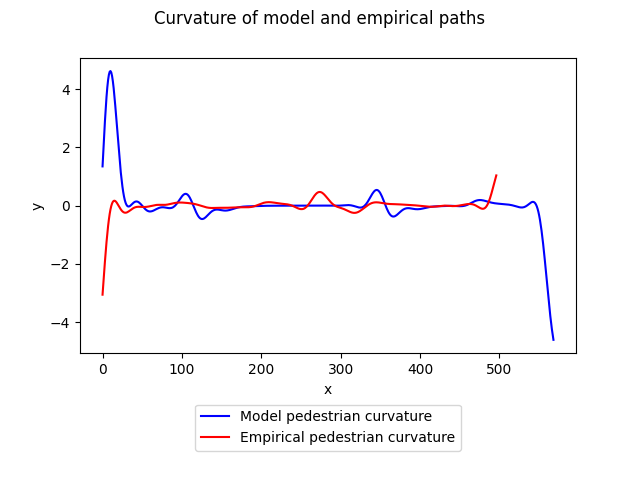 Curvature of model and empirical paths
4
2
0
−2
−4
y
0 100 200 300 400 500
x
Model pedestrian curvature
Empirical pedestrian curvature